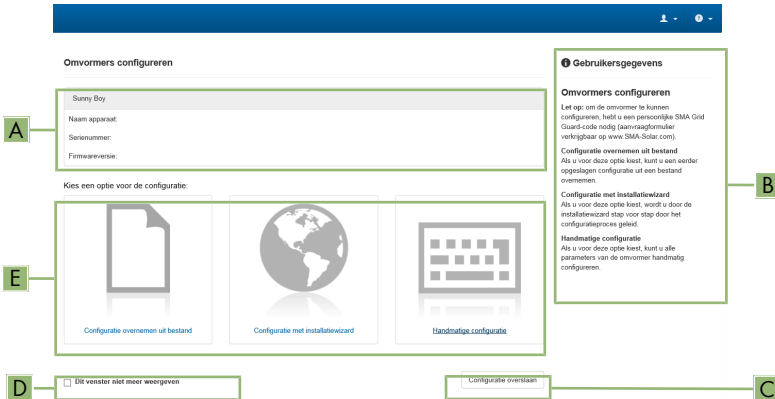 Omvormers configureren
Sunny Boy
Naam apparaat:
Serienummer:
Firmwareversie:
A
Kies een optie voor de configuratie:
E
Configuratie overnemen uit bestand
Configuratie met installatiewizard
Handmatige configuratie
D
Dit venster niet meer weergeven
Configuratie overslaan
C
Gebruikersgegevens
Omvormers configureren
Let op: om de omvormer te kunnen
configureren, hebt u een persoonlijke SMA Grid
Guard-code nodig (aanvraagformulier
verkrijgbaar op www.SMA-Solar.com).
Configuratie overnemen uit bestand
Als u voor deze optie kiest, kunt u een eerder
opgeslagen configuratie uit een bestand
overnemen.
Configuratie met installatiewizard
Als u voor deze optie kiest, wordt u door de
installatiewizard stap voor stap door het
configuratieproces geleid.
Handmatige configuratie
Als u voor deze optie kiest, kunt u alle
parameters van de omvormer handmatig
configureren.
B